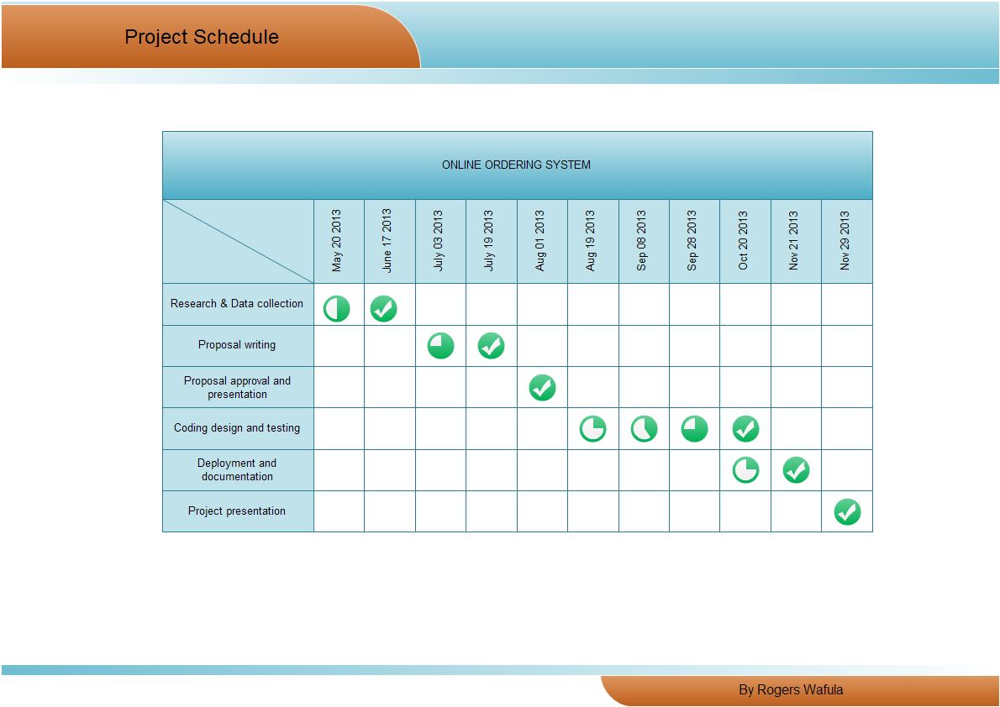 Project Schedule
ONLINE ORDERING SYSTEM
May 20 2013
June 17 2013
July 03 2013
July 19 2013
Aug 01 2013
Aug 19 2013
Sep 08 2013
Sep 28 2013
Oct 20 2013
Nov 21 2013
Nov 29 2013
Research & Data collection
Proposal writing
Proposal approval and
presentation
Coding design and testing
Deployment and
documentation
Project presentation
By Rogers Wafula